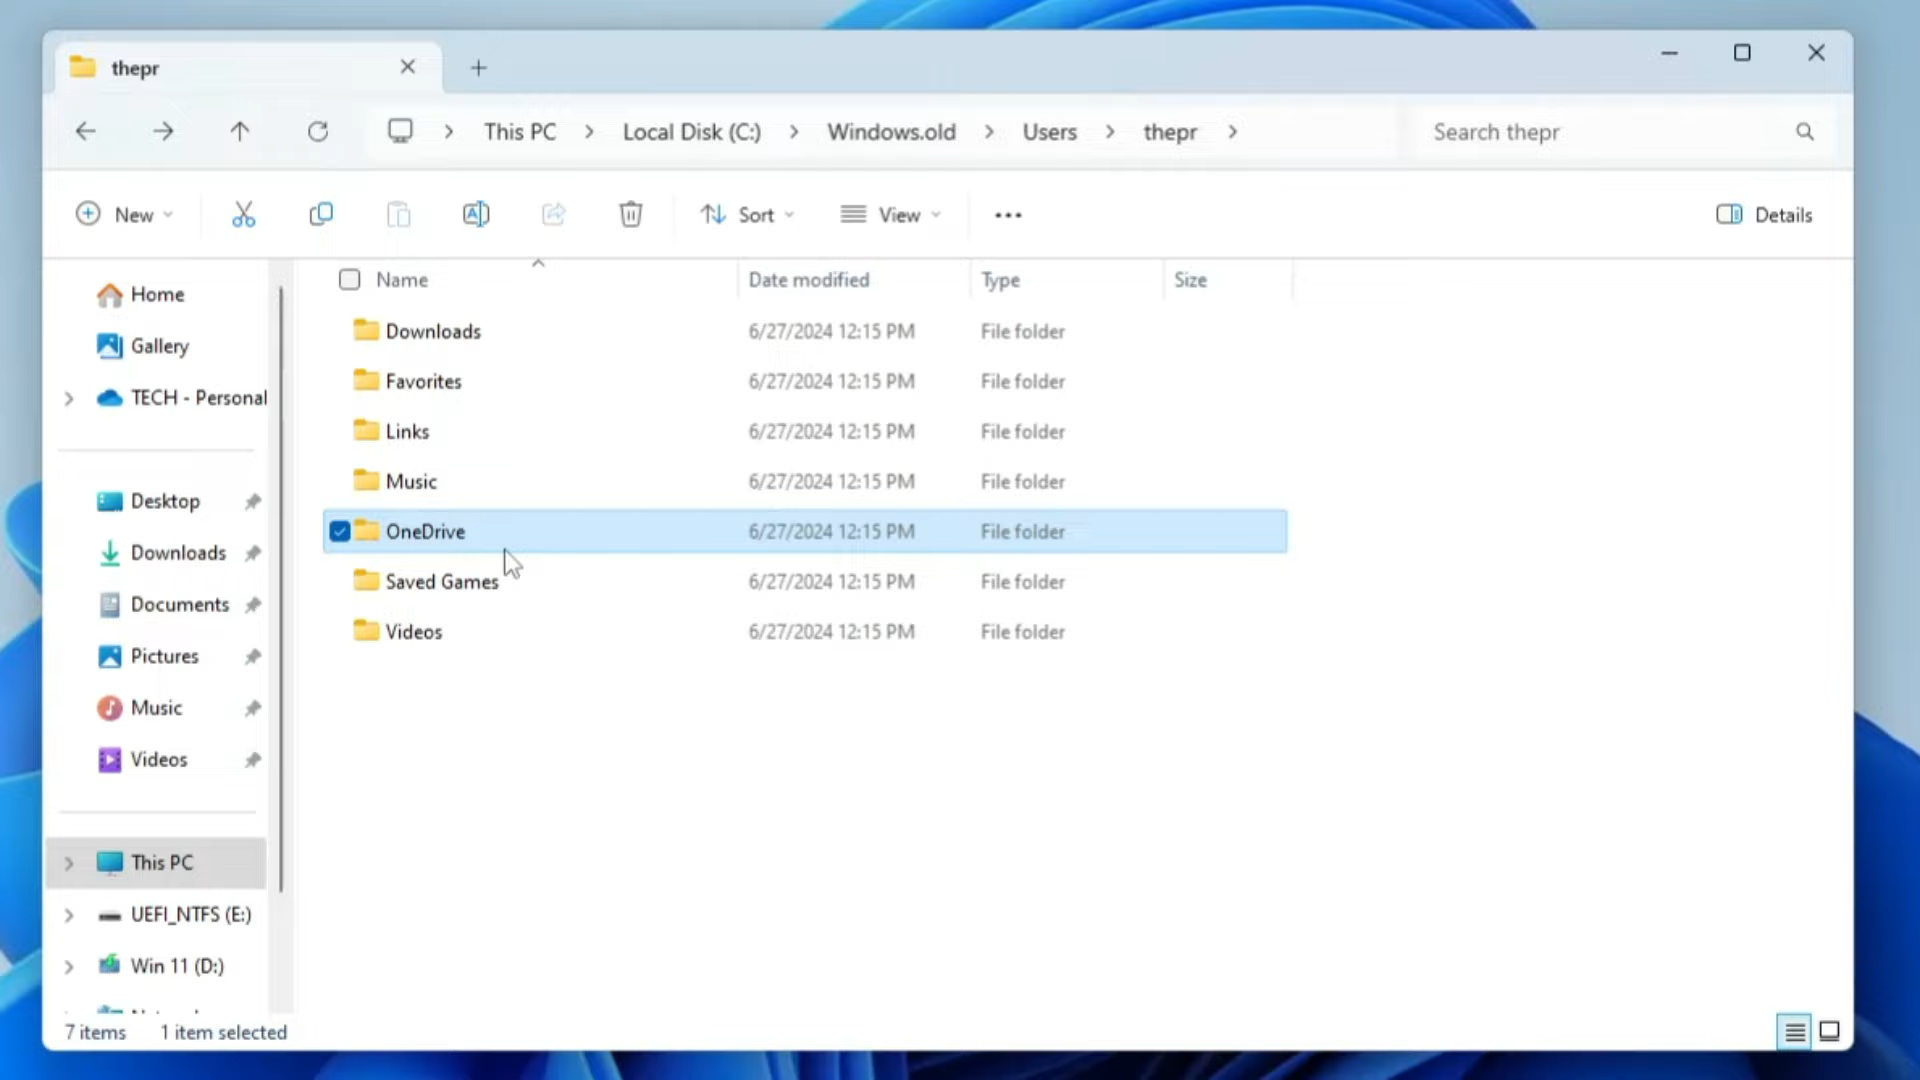 thepr
This PC > Local Disk (C:) > Windows.old > Users > thepr >
Search thepr
New
Sort
View
Details
Home
Gallery
TECH - Personal
Desktop
Downloads
Documents
Pictures
Music
Videos
This PC
UEFI_NTFS (E:)
Win 11 (D:)
Name Date modified Type Size
Downloads 6/27/2024 12:15 PM File folder
Favorites 6/27/2024 12:15 PM File folder
Links 6/27/2024 12:15 PM File folder
Music 6/27/2024 12:15 PM File folder
OneDrive 6/27/2024 12:15 PM File folder
Saved Games 6/27/2024 12:15 PM File folder
Videos 6/27/2024 12:15 PM File folder
7 items 1 item selected